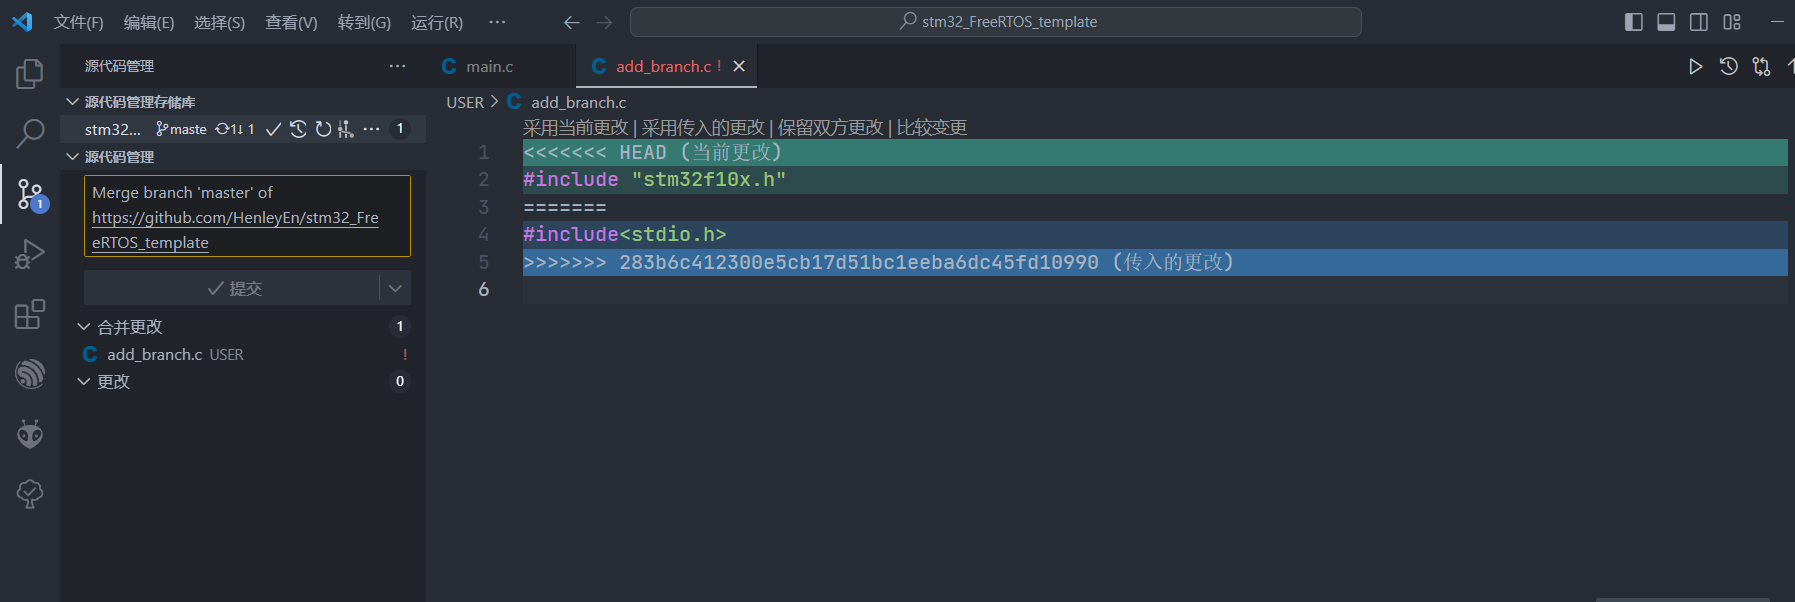 文件(F) 编辑(E) 选择(S) 查看(V) 转到(G) 运行(R) ··· stm32_FreeRTOS_template
源代码管理 ···
main.c
add_branch.c !
源代码管理存储库
USER > C add_branch.c
stm32... maste 1↓ 1↑ ··· 1
源代码管理
Merge branch 'master' of
https://github.com/HenleyEn/stm32_Fre
eRTOS_template
提交
合并更改 1
add_branch.c USER !
更改 0
1
采用当前更改 | 采用传入的更改 | 保留双方更改 | 比较变更
1 <<<<<<< HEAD (当前更改)
2 #include "stm32f10x.h"
3 =======
4 #include<stdio.h>
5 >>>>>>> 283b6c412300e5cb17d51bc1eeba6dc45fd10990 (传入的更改)
6